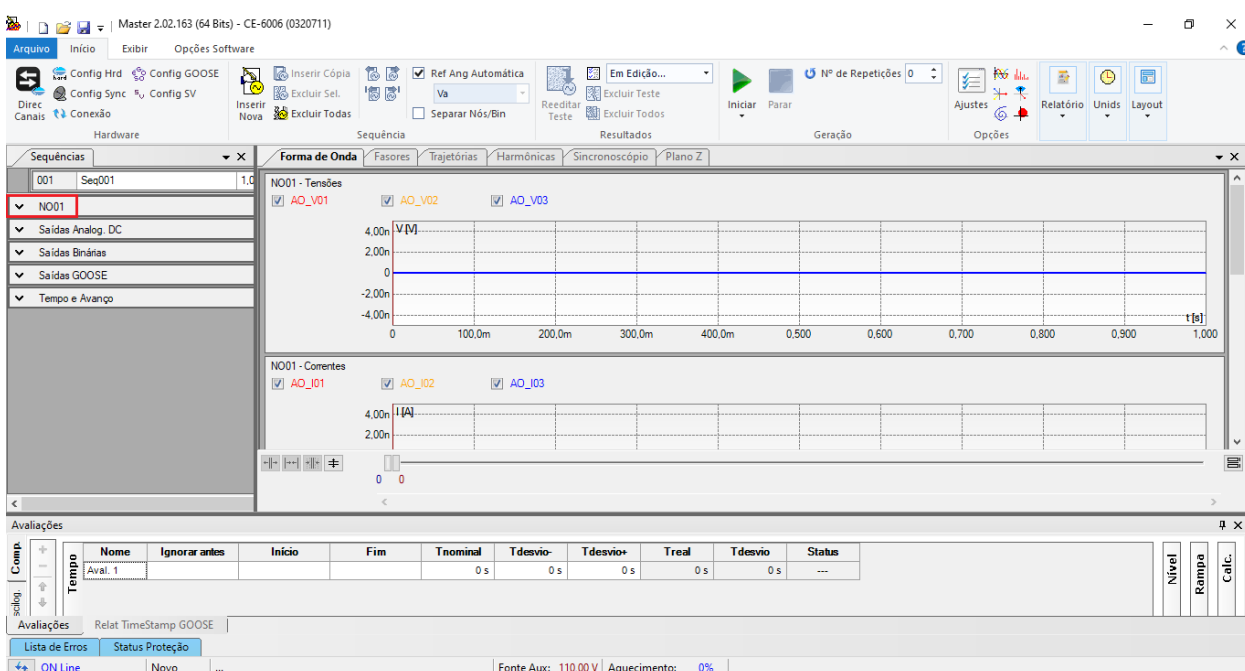 Master 2.02.163 (64 Bits) - CE-6006 (0320711)
Arquivo Início Exibir Opções Software
Direc Canais
Config Hrd Config GOOSE
Config Sync Config SV
Conexão
Hardware
Inserir Nova
Inserir Cópia
Excluir Sel.
Excluir Todas
Ref Ang Automática
Va
Separar Nós/Bin
Sequência
Reeditar Teste
Em Edição...
Excluir Teste
Excluir Todos
Resultados
Iniciar Parar
Nº de Repetições 0
Geração
Ajustes
Opções
Relatório Unids Layout
Sequências
001 Seq001 1,0
NO01
Saídas Analog. DC
Saídas Binárias
Saídas GOOSE
Tempo e Avanço
Forma de Onda Fasores Trajetórias Harmônicas Sincronoscópio Plano Z
NO01 - Tensões
AO_V01 AO_V02 AO_V03
V [V]
4,00n
2,00n
0
-2,00n
-4,00n
t [s]
0 100,0m 200,0m 300,0m 400,0m 0,500 0,600 0,700 0,800 0,900 1,000
NO01 - Correntes
AO_I01 AO_I02 AO_I03
I [A]
4,00n
2,00n
0 0
Avaliações
Comp.
Tempo
Nome Ignorar antes Início Fim Tnominal Tdesvio- Tdesvio+ Treal Tdesvio Status
Aval. 1 0 s 0 s 0 s 0 s 0 s ---
Nível
Rampa
Calc.
Avaliações Relat TimeStamp GOOSE
Lista de Erros Status Proteção
ON Line Novo ... Fonte Aux: 110,00 V Aquecimento: 0%